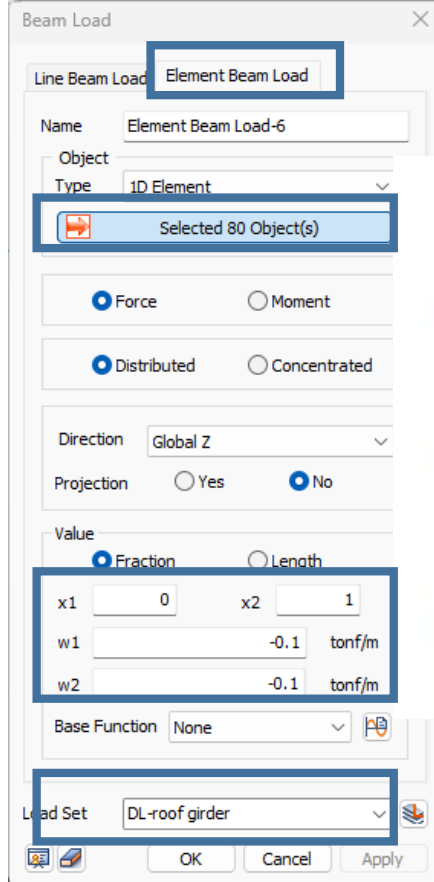 Beam Load
Line Beam Load Element Beam Load
Name Element Beam Load-6
Object
Type 1D Element
Selected 80 Object(s)
Force Moment
Distributed Concentrated
Direction Global Z
Projection Yes No
Value
Fraction Length
x1 0 x2 1
w1 -0.1 tonf/m
w2 -0.1 tonf/m
Base Function None
Load Set DL-roof girder
OK Cancel Apply